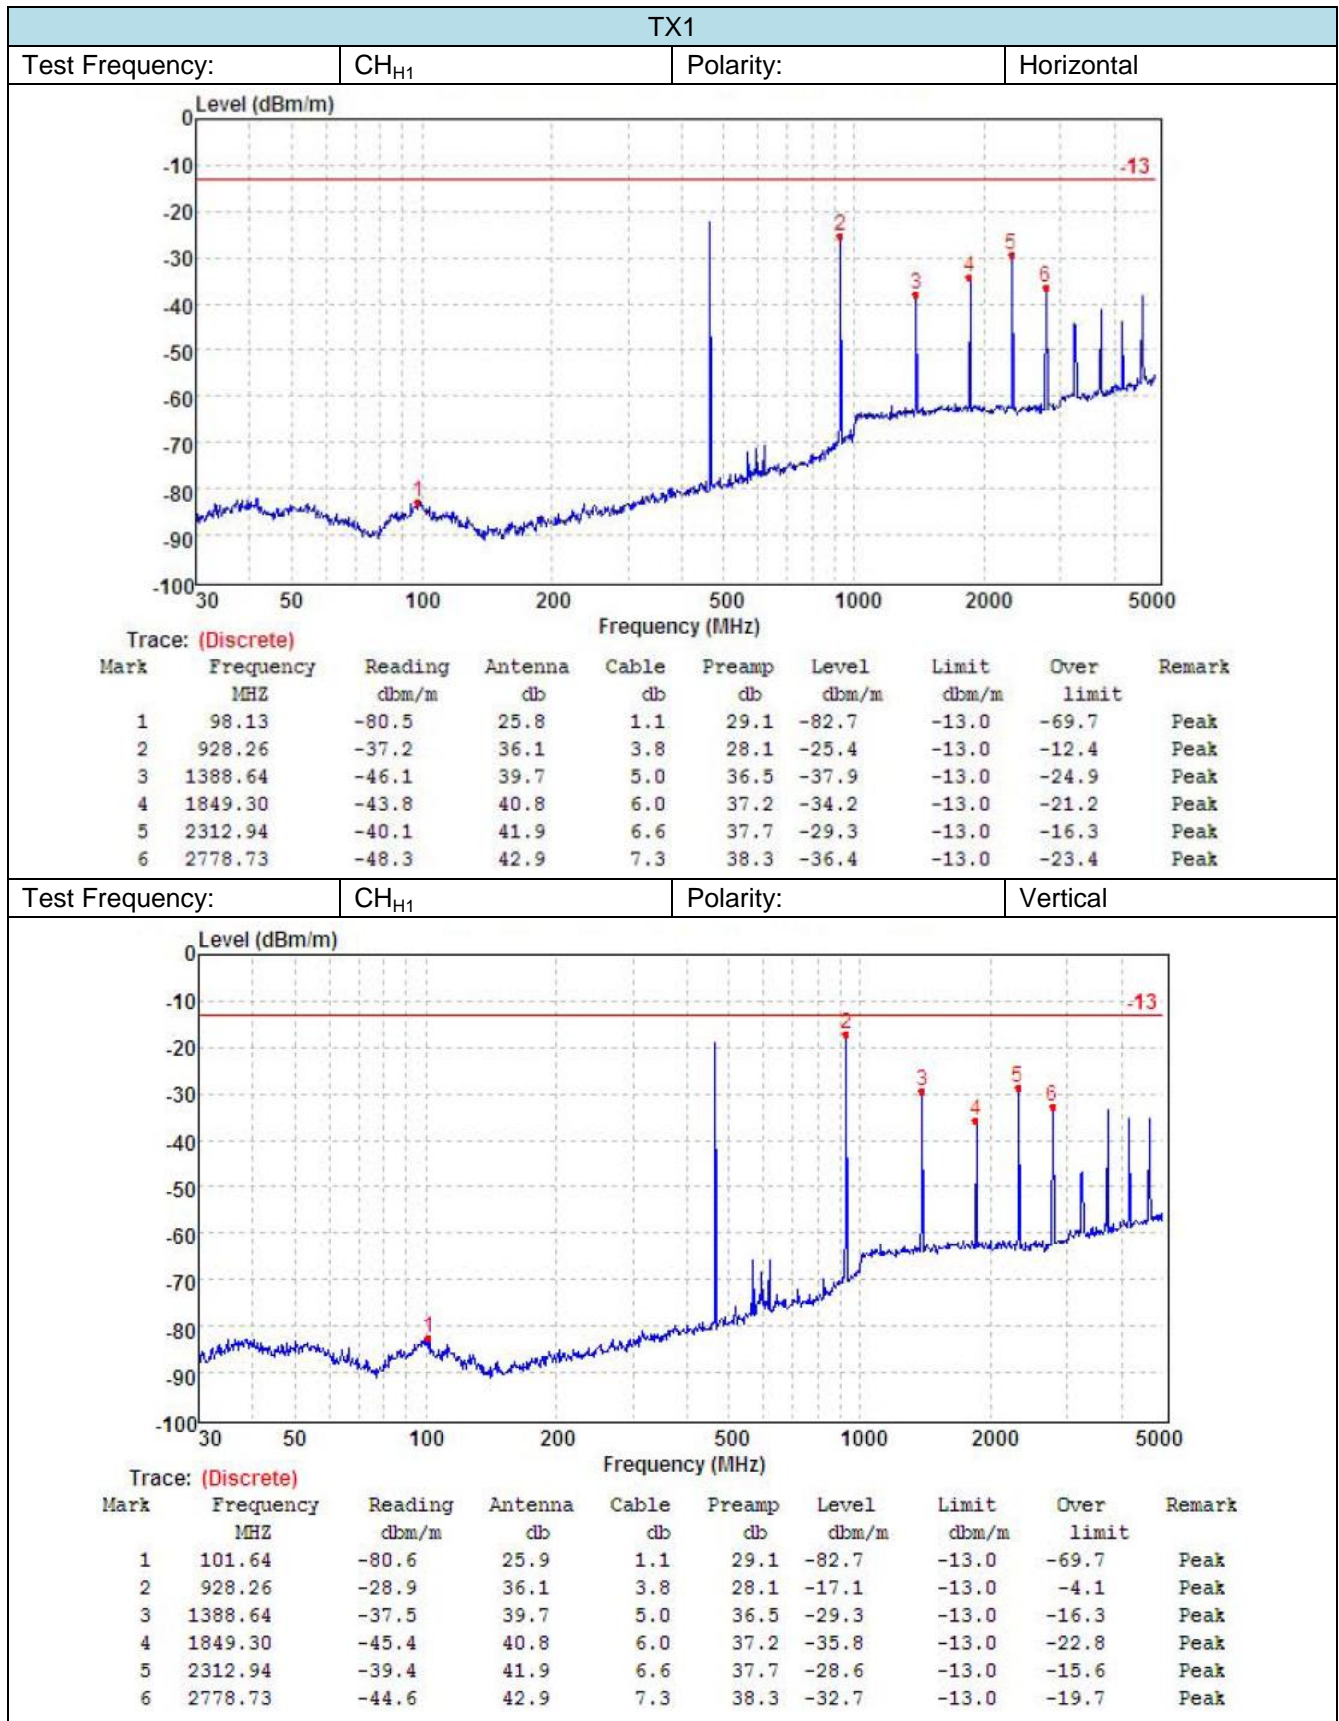 TX1
Test Frequency: CHH1 Polarity: Horizontal
Level (dBm/m)
0
-10
-13
-20
2
-30
5
4
6
3
-40
-50
-60
-70
-80
1
-90
-100
30 50 100 200 500 1000 2000 5000
Frequency (MHz)
Trace: (Discrete)
Mark Frequency Reading Antenna Cable Preamp Level Limit Over Remark
MHZ dbm/m db db db dbm/m dbm/m limit
1 98.13 -80.5 25.8 1.1 29.1 -82.7 -13.0 -69.7 Peak
2 928.26 -37.2 36.1 3.8 28.1 -25.4 -13.0 -12.4 Peak
3 1388.64 -46.1 39.7 5.0 36.5 -37.9 -13.0 -24.9 Peak
4 1849.30 -43.8 40.8 6.0 37.2 -34.2 -13.0 -21.2 Peak
5 2312.94 -40.1 41.9 6.6 37.7 -29.3 -13.0 -16.3 Peak
6 2778.73 -48.3 42.9 7.3 38.3 -36.4 -13.0 -23.4 Peak
Test Frequency: CHH1 Polarity: Vertical
Level (dBm/m)
0
-10
-13
2
-20
-30
3
5
6
4
-40
-50
-60
-70
-80
1
-90
-100
30 50 100 200 500 1000 2000 5000
Frequency (MHz)
Trace: (Discrete)
Mark Frequency Reading Antenna Cable Preamp Level Limit Over Remark
MHZ dbm/m db db db dbm/m dbm/m limit
1 101.64 -80.6 25.9 1.1 29.1 -82.7 -13.0 -69.7 Peak
2 928.26 -28.9 36.1 3.8 28.1 -17.1 -13.0 -4.1 Peak
3 1388.64 -37.5 39.7 5.0 36.5 -29.3 -13.0 -16.3 Peak
4 1849.30 -45.4 40.8 6.0 37.2 -35.8 -13.0 -22.8 Peak
5 2312.94 -39.4 41.9 6.6 37.7 -28.6 -13.0 -15.6 Peak
6 2778.73 -44.6 42.9 7.3 38.3 -32.7 -13.0 -19.7 Peak